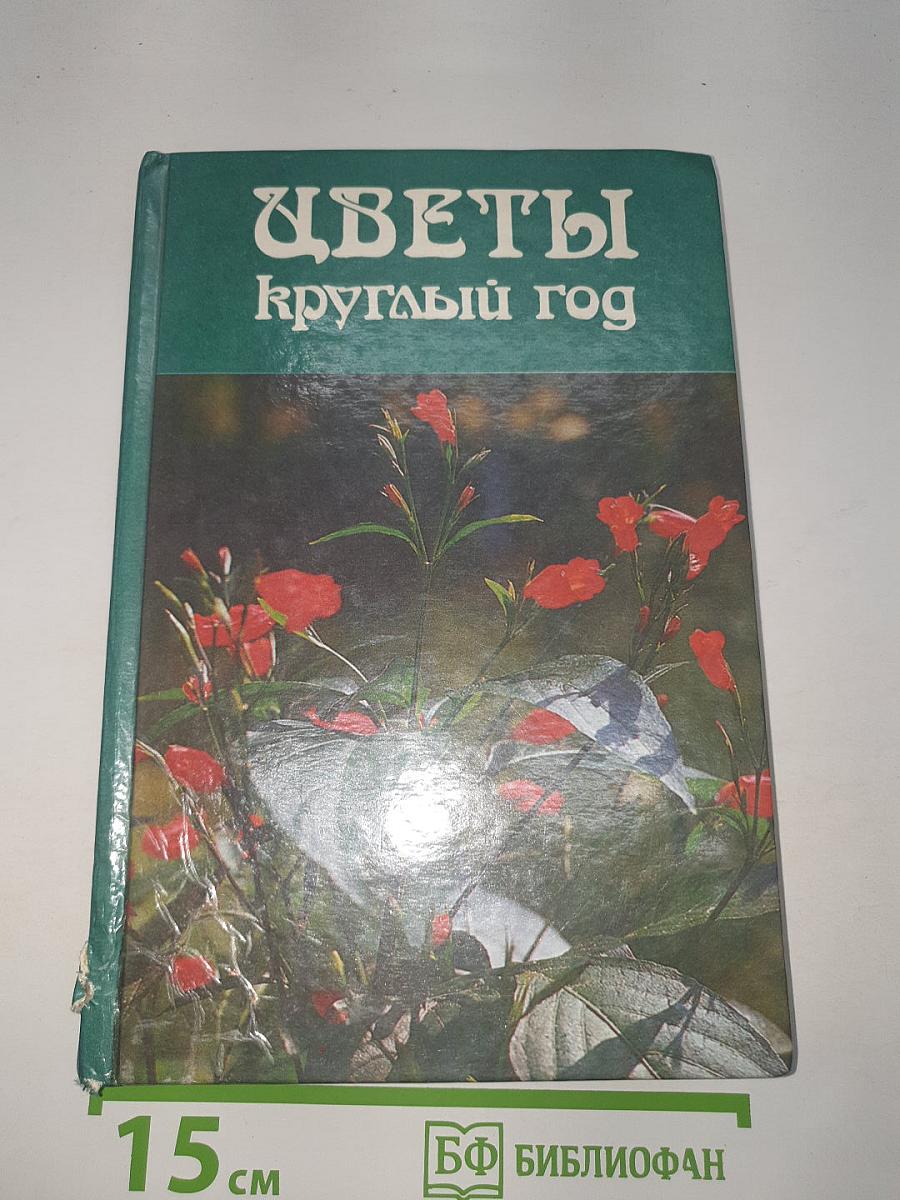 ЦВЕТЫ
круглый год
15 см
БФ БИБЛИОФАН